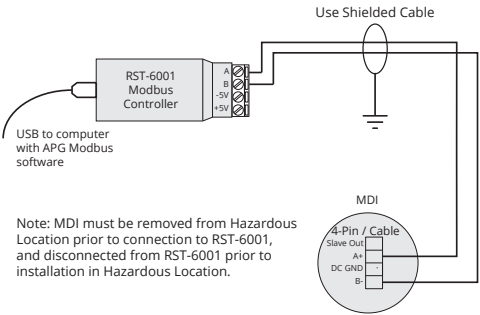 Use Shielded Cable
RST-6001
Modbus
Controller
A
B
-5V
+5V
USB to computer
with APG Modbus
software
MDI
4-Pin / Cable
Slave Out
A+
DC GND
B-
Note: MDI must be removed from Hazardous
Location prior to connection to RST-6001,
and disconnected from RST-6001 prior to
installation in Hazardous Location.